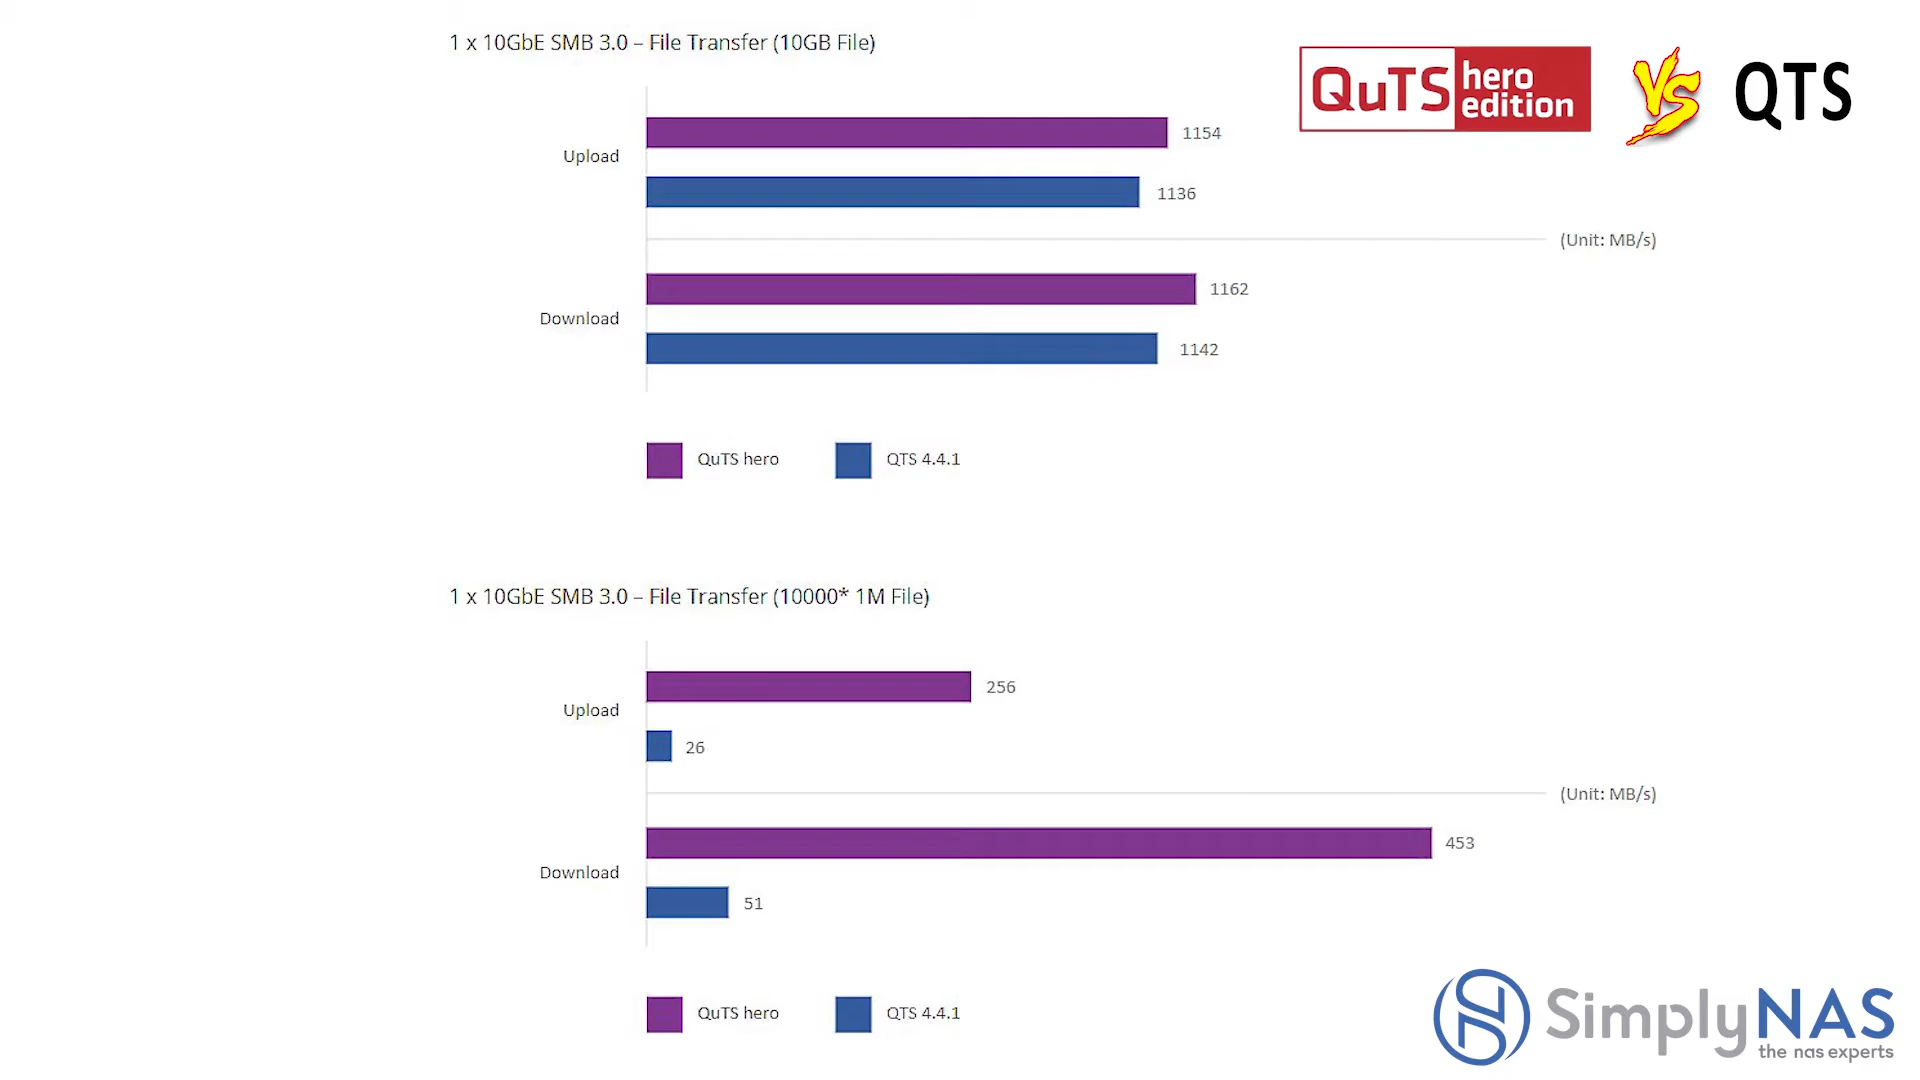 1 x 10GbE SMB 3.0 – File Transfer (10GB File)
QuTS hero edition
VS
QTS
Upload
1154
1136
(Unit: MB/s)
Download
1162
1142
QuTS hero
QTS 4.4.1
1 x 10GbE SMB 3.0 – File Transfer (10000* 1M File)
Upload
256
26
(Unit: MB/s)
Download
453
51
QuTS hero
QTS 4.4.1
SimplyNAS
the nas experts